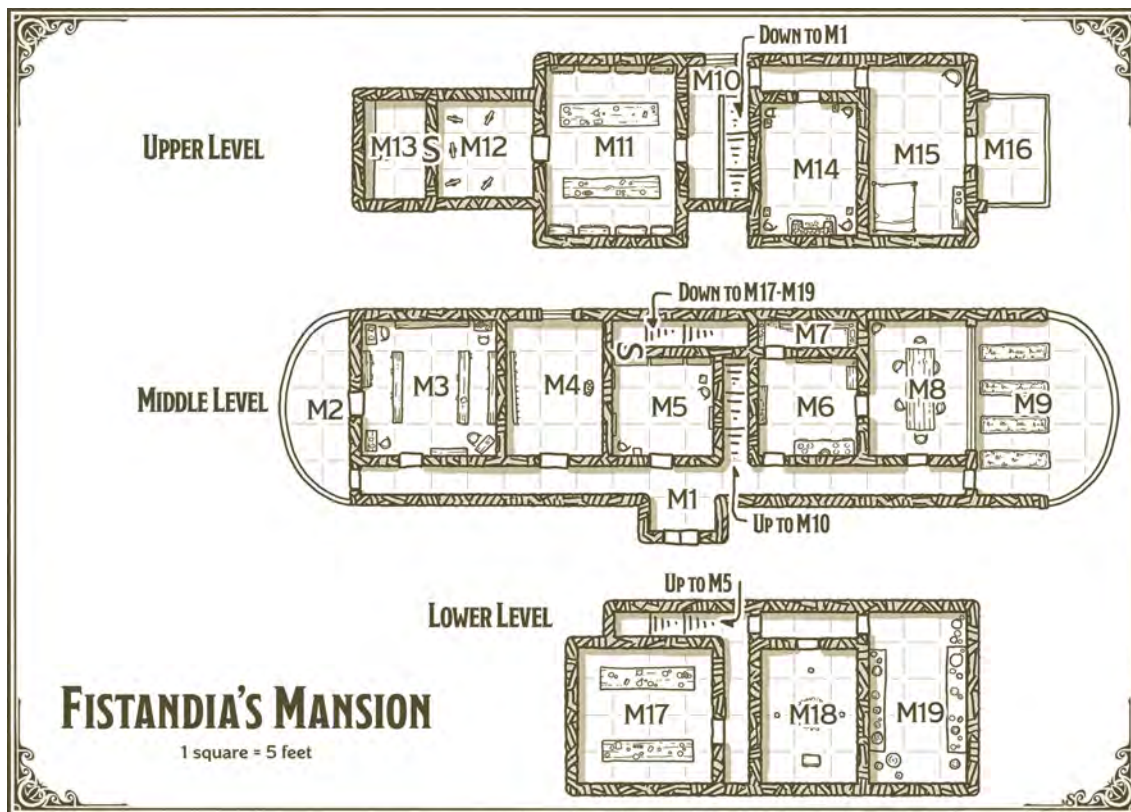 Down to M1
Upper Level
M10
M13
S
M12
M11
M14
M15
M16
Down to M17-M19
S
M7
Middle Level
M2
M3
M4
M5
M6
M8
M9
M1
Up to M10
Up to M5
Lower Level
M17
M18
M19
Fistandia's Mansion
1 square = 5 feet